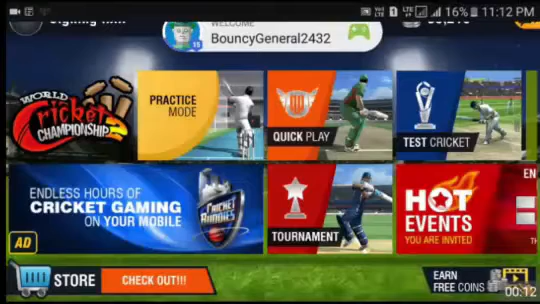 16% 11:12 PM
WELCOME
BouncyGeneral2432
15
WORLD
Cricket
CHAMPIONSHIP
2
PRACTICE
MODE
QUICK PLAY
TEST CRICKET
ENDLESS HOURS OF
CRICKET GAMING
ON YOUR MOBILE
CRICKET
BUDDIES
AD
TOURNAMENT
HOT
EVENTS
YOU ARE INVITED
EN
STORE
CHECK OUT!!!
EARN
FREE COINS
00:12